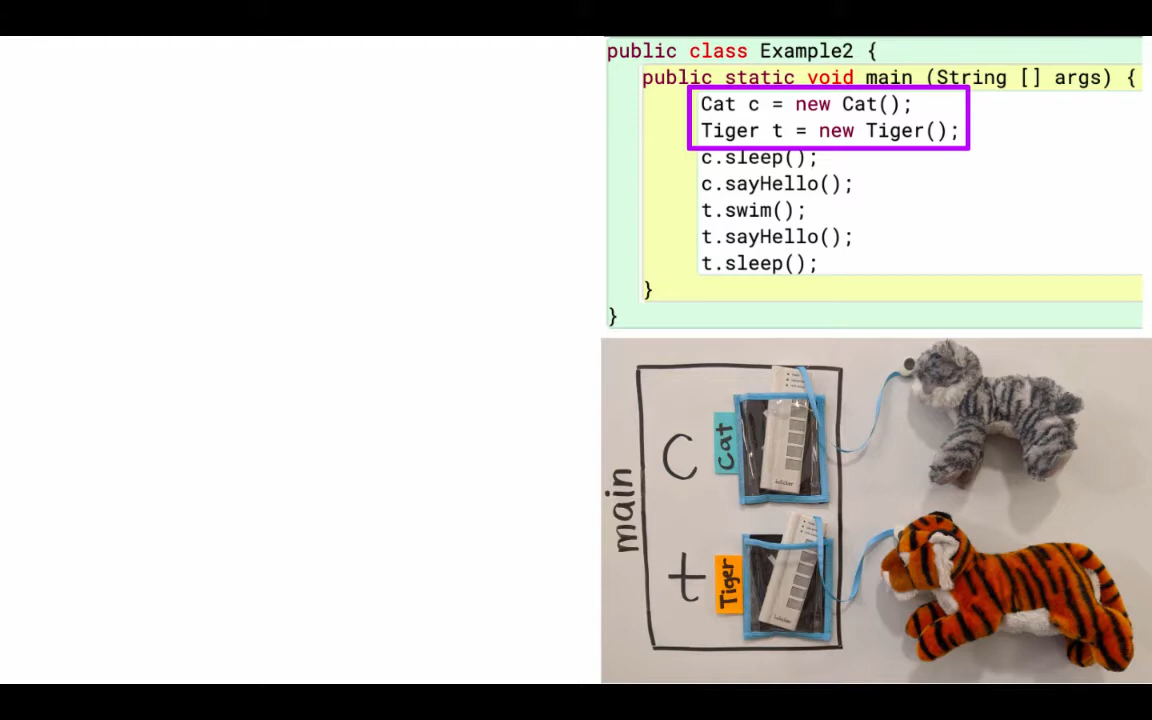 public class Example2 {
public static void main (String [] args) {
Cat c = new Cat();
Tiger t = new Tiger();
c.sleep();
c.sayHello();
t.swim();
t.sayHello();
t.sleep();
}
}
main
C
Cat
t
Tiger